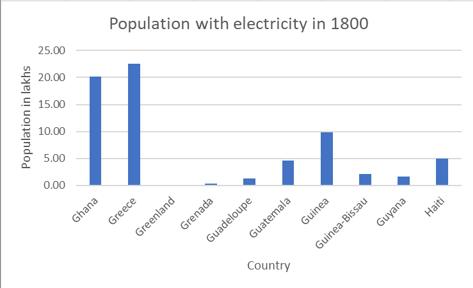 Population with electricity in 1800
25.00
20.00
15.00
10.00
5.00
0.00
Population in lakhs
Ghana
Greece
Greenland
Grenada
Guadeloupe
Guatemala
Guinea
Guinea-Bissau
Guyana
Haiti
Country